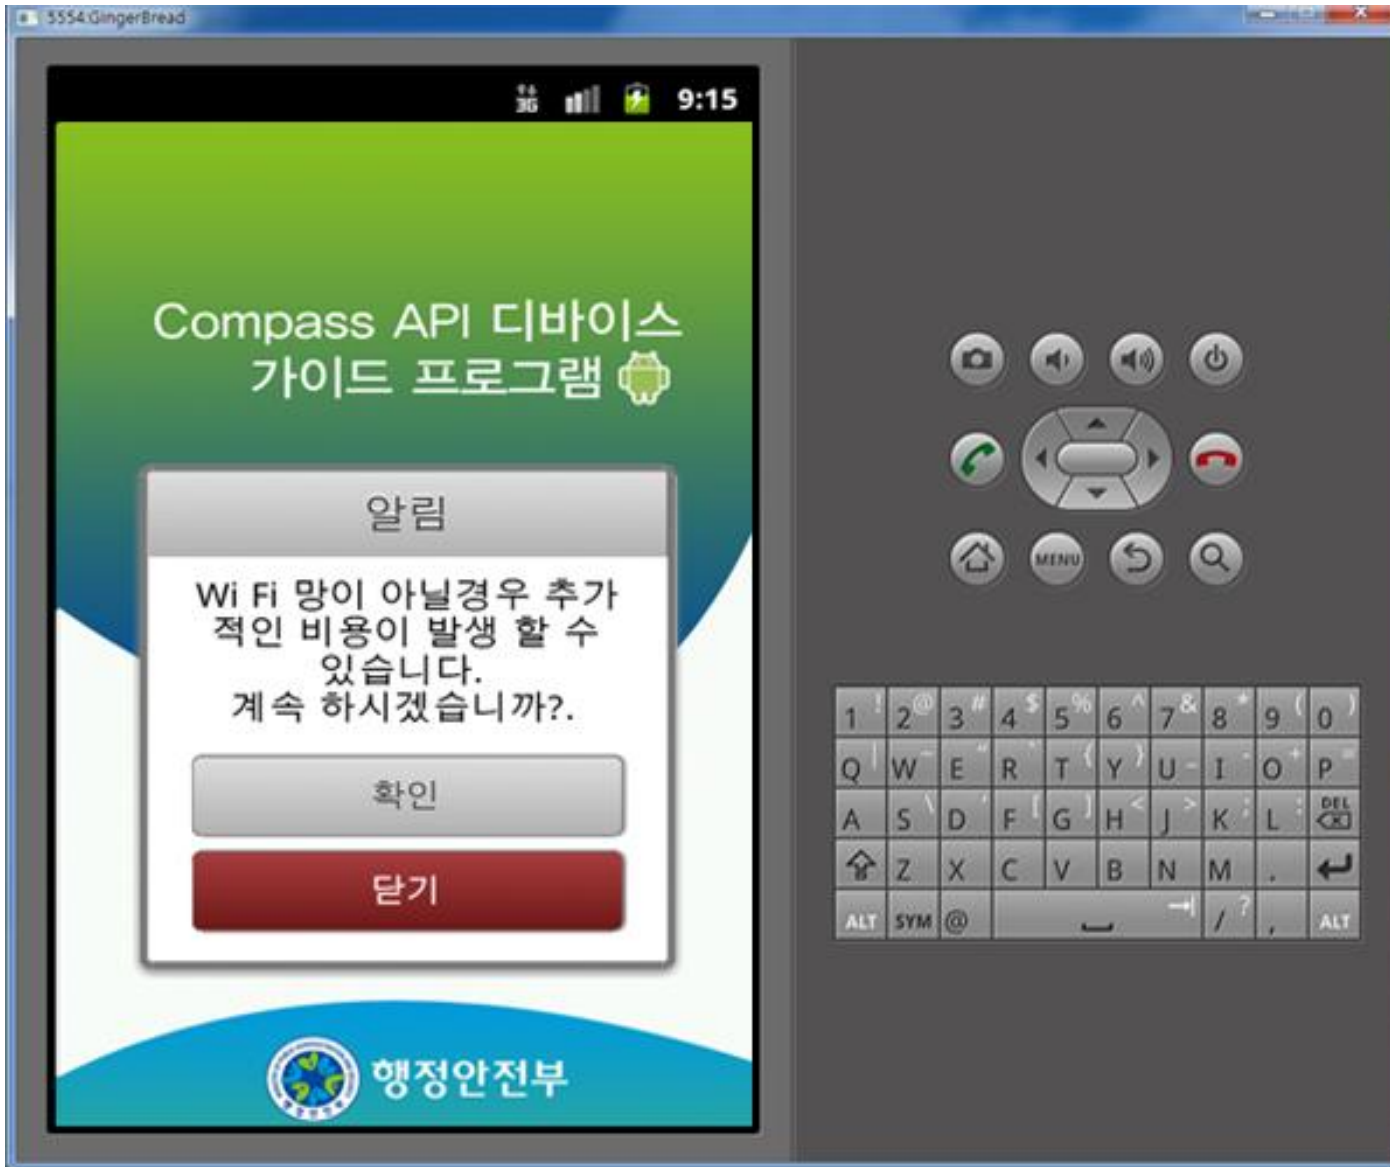 5554:GingerBread
3G 9:15
Compass API 디바이스
가이드 프로그램
알림
Wi Fi 망이 아닐경우 추가
적인 비용이 발생 할 수
있습니다.
계속 하시겠습니까?.
확인
닫기
행정안전부
MENU
1 ! 2 @ 3 # 4 $ 5 % 6 ^ 7 & 8 * 9 ( 0 )
Q | W ~ E " R ` T { Y } U _ I - O + P =
A S \ D ' F [ G ] H < J > K ; L : DEL
Z X C V B N M .
ALT SYM @ / ? , ALT